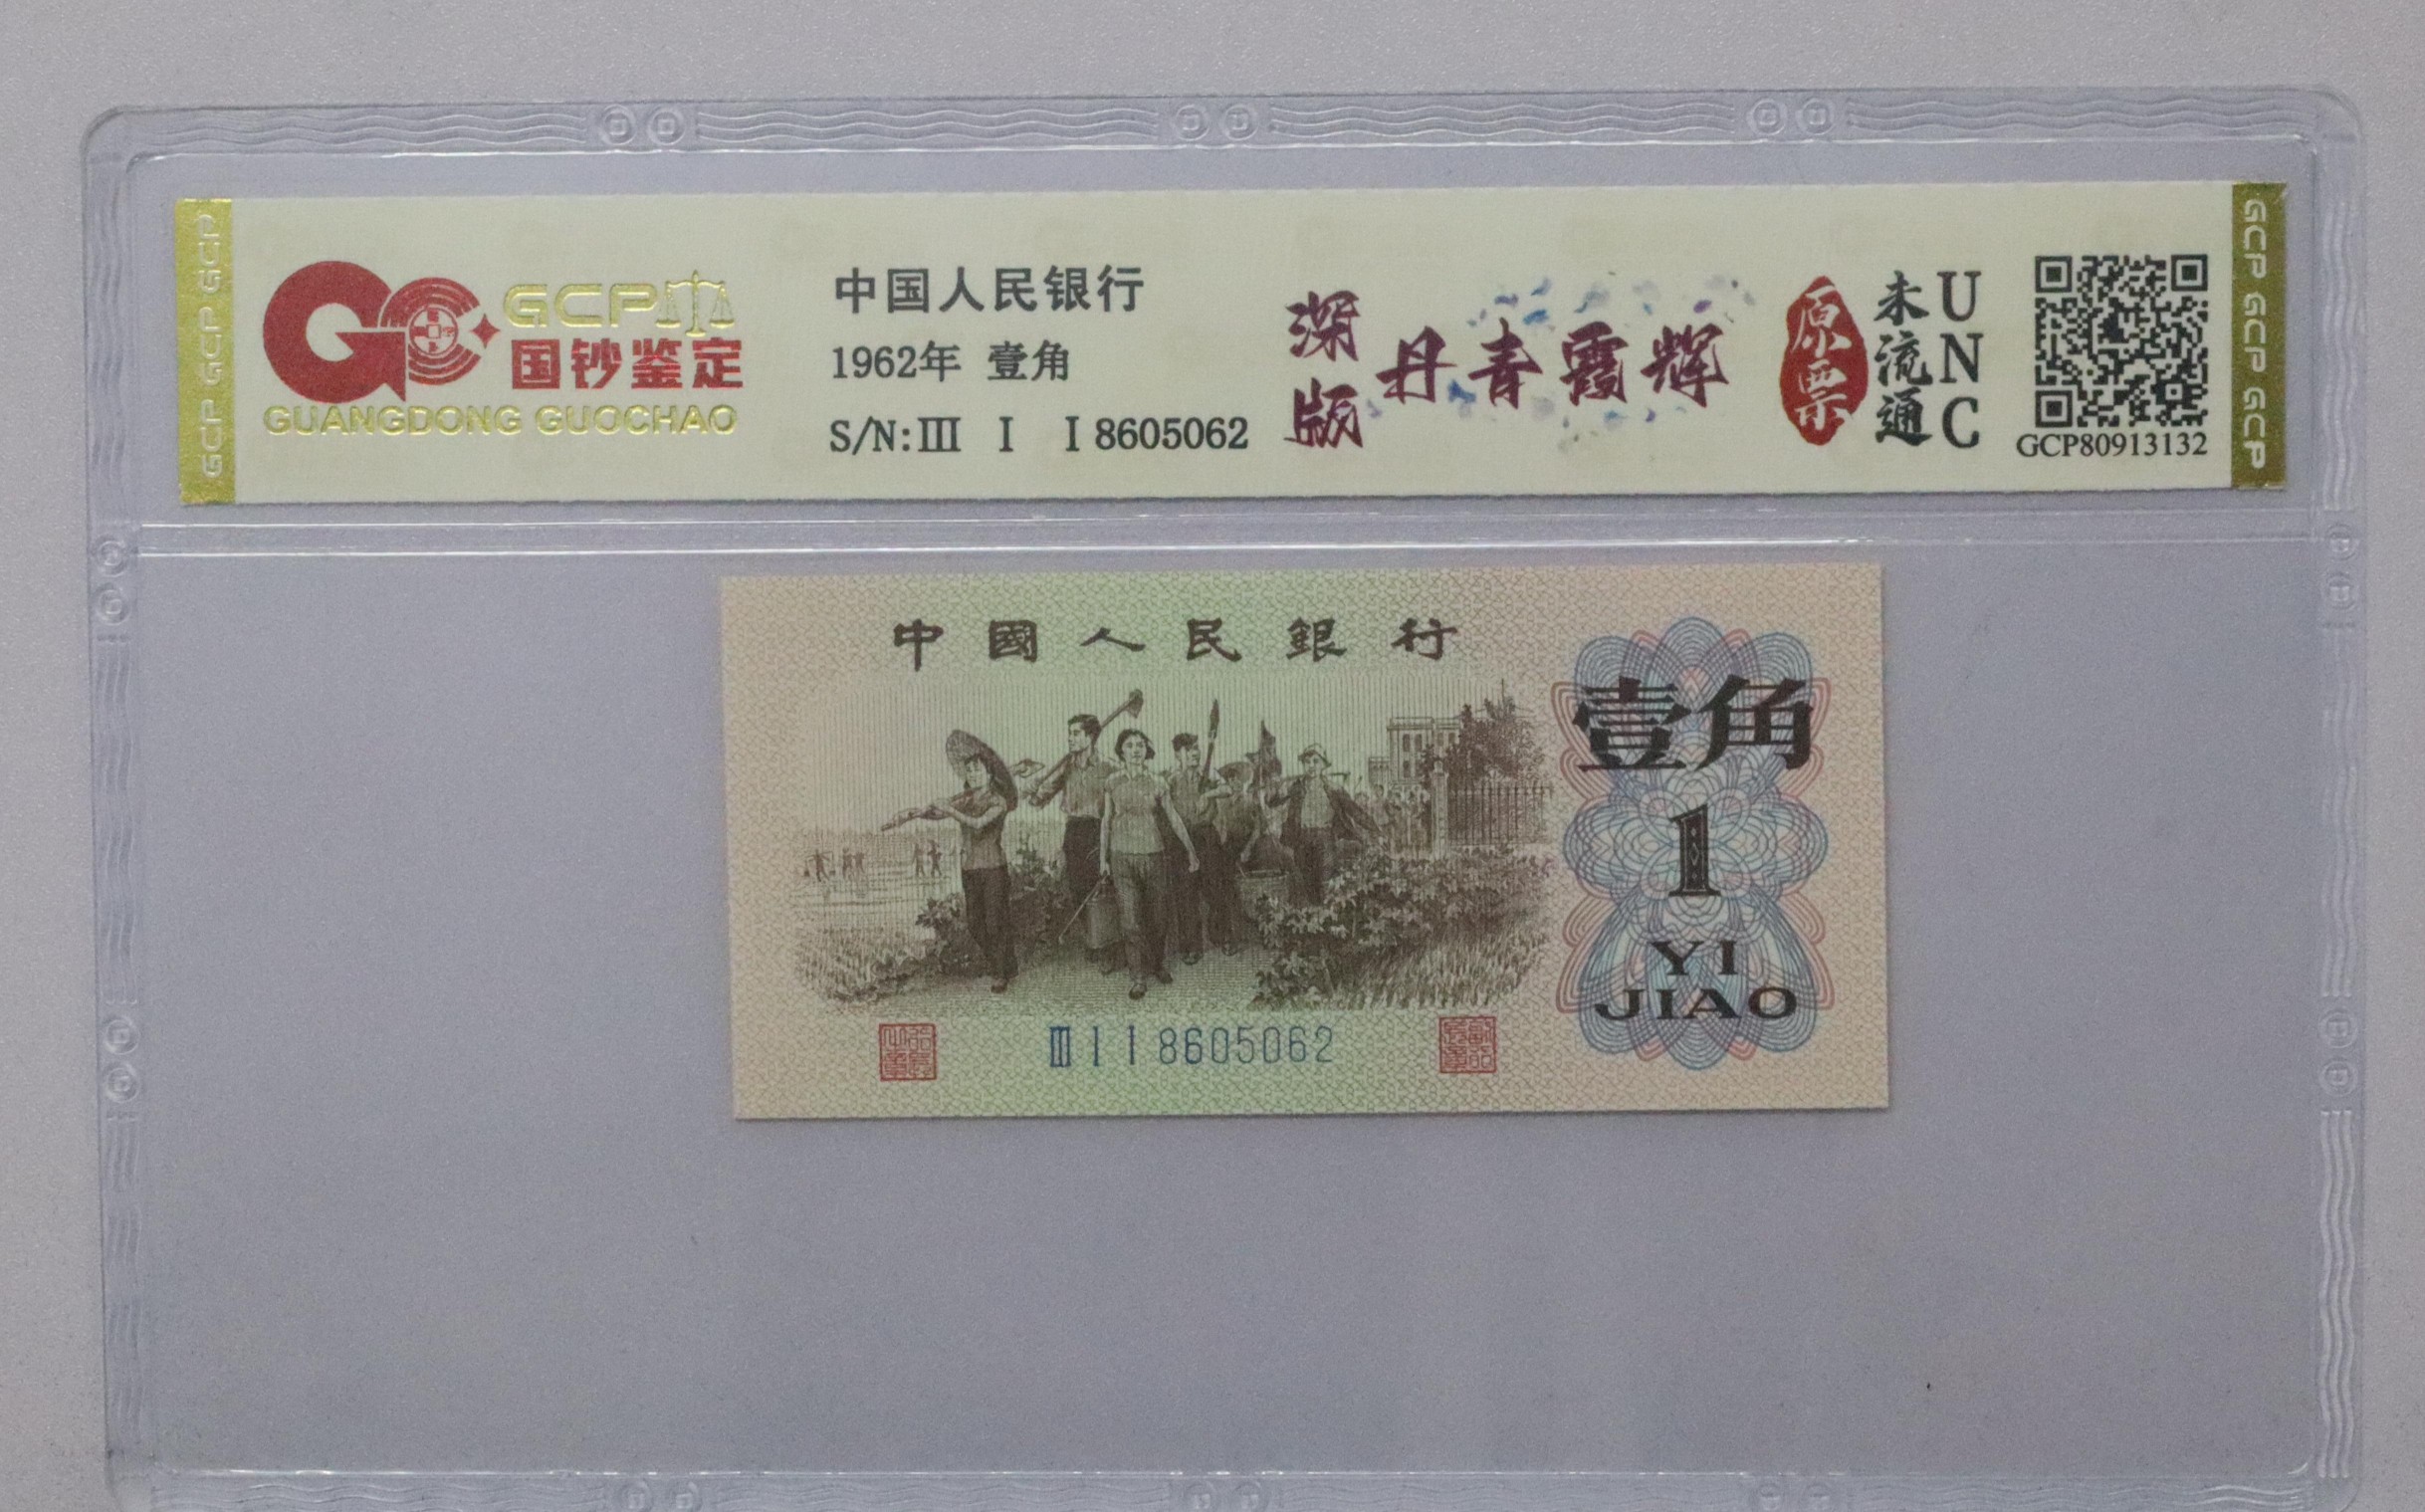 GCP GCP GCP
GCP
国钞鉴定
GUANGDONG GUOCHAO
中国人民银行
1962年 壹角
S/N:Ⅲ Ⅰ Ⅰ 8605062
深版
丹青霞辉
原票
未流通
UNC
GCP80913132
GCP GCP GCP
中國人民銀行
壹角
1
YI
JIAO
Ⅲ Ⅰ Ⅰ 8605062